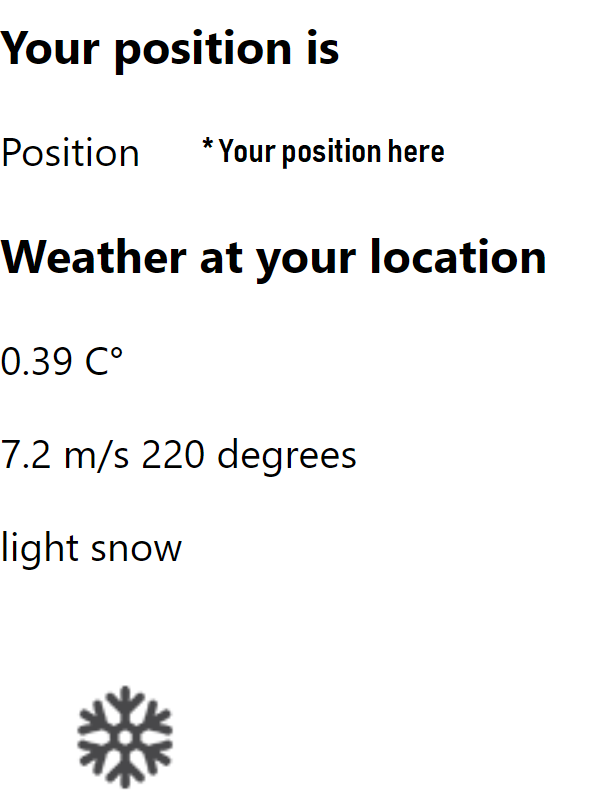 Your position is
Position * Your position here
Weather at your location
0.39 C°
7.2 m/s 220 degrees
light snow